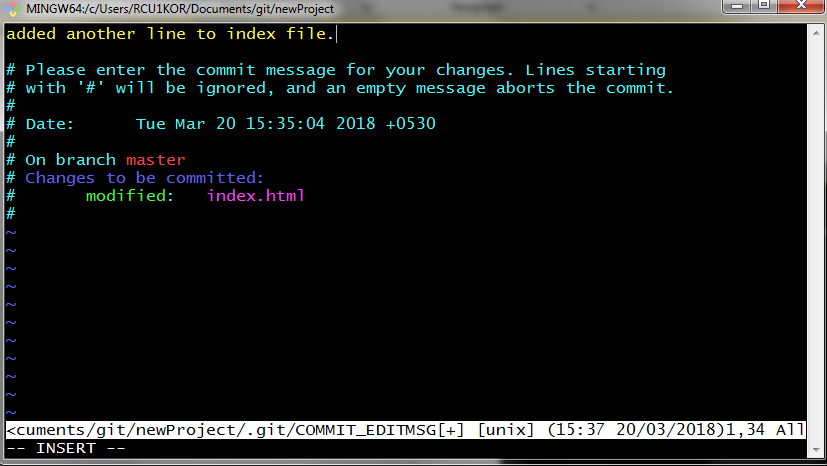 MINGW64:/c/Users/RCU1KOR/Documents/git/newProject
added another line to index file.
# Please enter the commit message for your changes. Lines starting
# with '#' will be ignored, and an empty message aborts the commit.
#
# Date:      Tue Mar 20 15:35:04 2018 +0530
#
# On branch master
# Changes to be committed:
#       modified:   index.html
#
~
~
~
~
~
~
~
~
~
~
~
<cuments/git/newProject/.git/COMMIT_EDITMSG[+] [unix] (15:37 20/03/2018)1,34 All
-- INSERT --